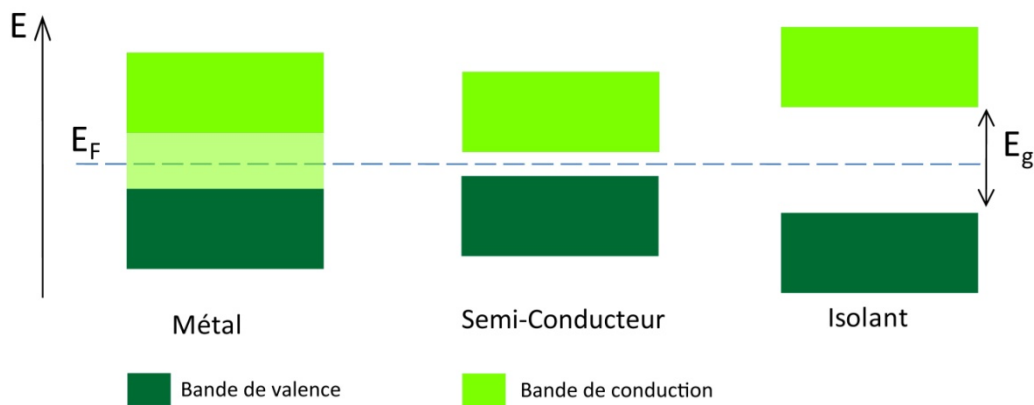 E
E_F
E_g
Métal
Semi-Conducteur
Isolant
Bande de valence
Bande de conduction